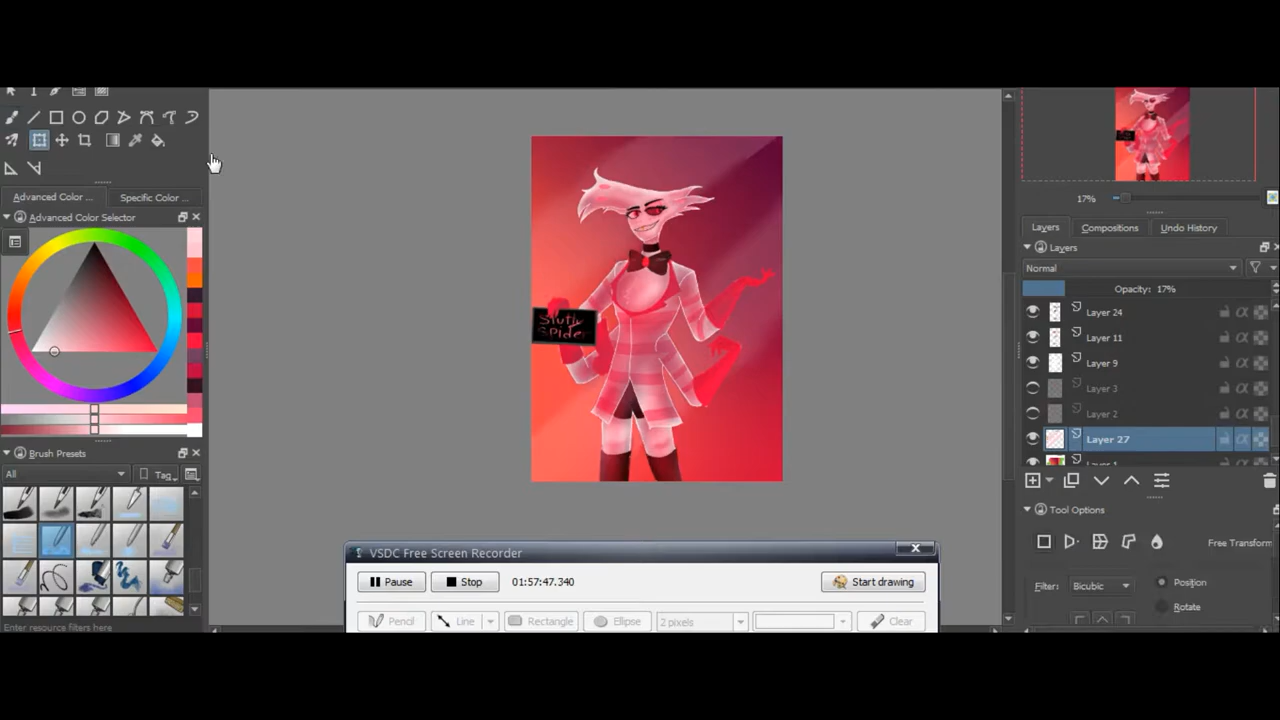 Advanced Color ...
Specific Color ...
Advanced Color Selector
Brush Presets
All
Tag
Enter resource filters here
Slutty
SPider
VSDC Free Screen Recorder
Pause
Stop
01:57:47.340
Start drawing
Pencil
Line
Rectangle
Ellipse
2 pixels
Clear
17%
Layers
Compositions
Undo History
Layers
Normal
Opacity: 17%
Layer 24
Layer 11
Layer 9
Layer 3
Layer 2
Layer 27
Tool Options
Free Transform
Filter:
Bicubic
Position
Rotate